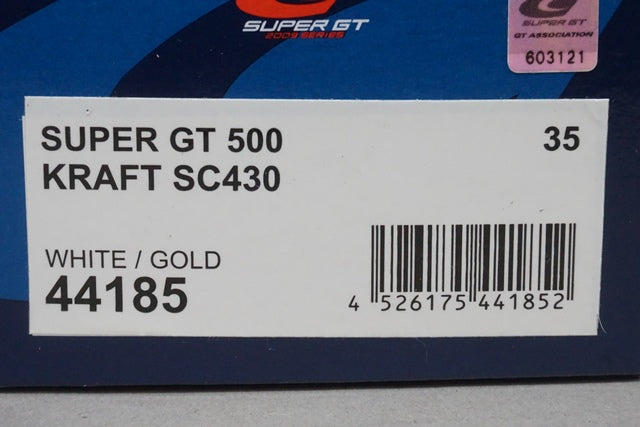 SUPER GT
2009 SERIES
SUPER GT
GT ASSOCIATION
603121
SUPER GT 500
35
KRAFT SC430
WHITE / GOLD
44185
4 526175 441852